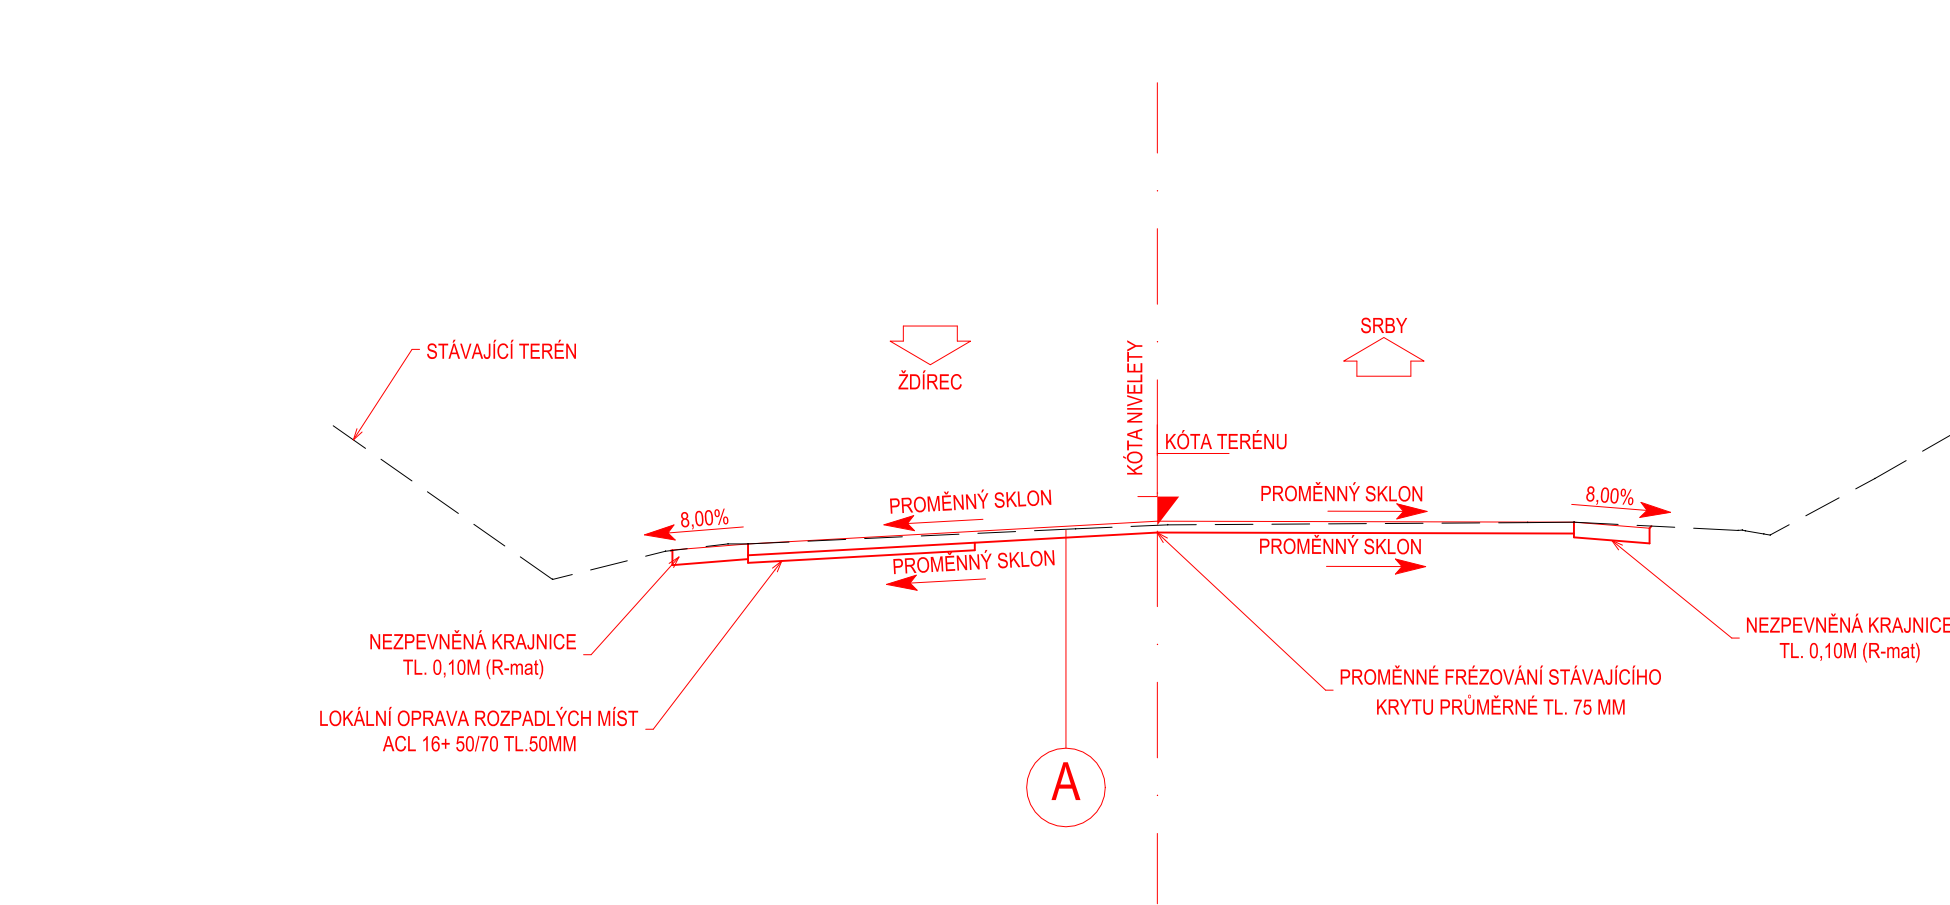 SRBY
STÁVAJÍCÍ TERÉN
ŽDÍREC
KÓTA NIVELETY
KÓTA TERÉNU
PROMĚNNÝ SKLON
PROMĚNNÝ SKLON
8,00%
8,00%
PROMĚNNÝ SKLON
PROMĚNNÝ SKLON
NEZPEVNĚNÁ KRAJNICE
TL. 0,10M (R-mat)
NEZPEVNĚNÁ KRAJNICE
TL. 0,10M (R-mat)
PROMĚNNÉ FRÉZOVÁNÍ STÁVAJÍCÍHO
KRYTU PRŮMĚRNÉ TL. 75 MM
LOKÁLNÍ OPRAVA ROZPADLÝCH MÍST
ACL 16+ 50/70 TL.50MM
A